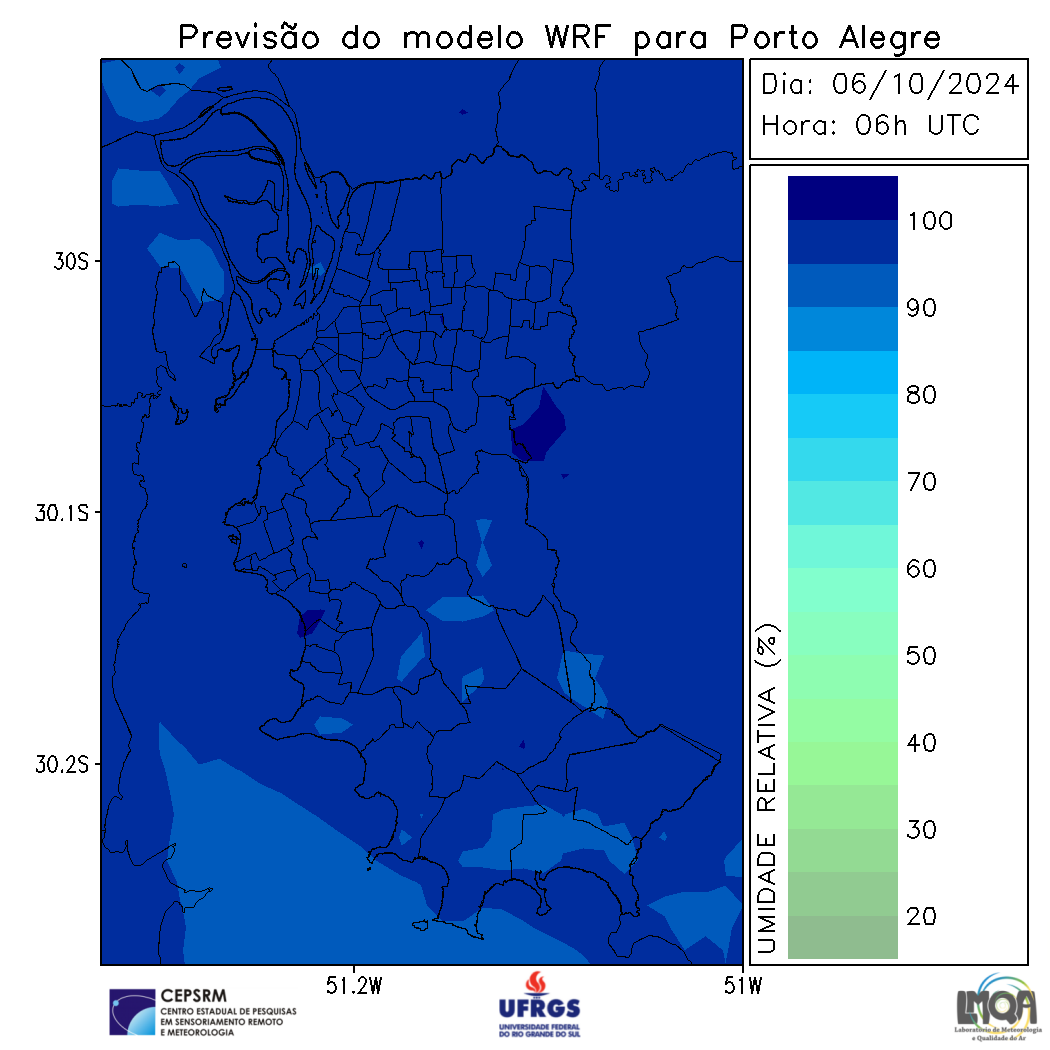 Previsão do modelo WRF para Porto Alegre
Dia: 06/10/2024
Hora: 06h UTC
30S
30.1S
30.2S
51.2W
51W
100
90
80
70
60
50
40
30
20
UMIDADE RELATIVA (%)
CEPSRM
CENTRO ESTADUAL DE PESQUISAS
EM SENSORIAMENTO REMOTO
E METEOROLOGIA
UFRGS
UNIVERSIDADE FEDERAL
DO RIO GRANDE DO SUL
LMQA
Laboratório de Meteorologia
e Qualidade do Ar